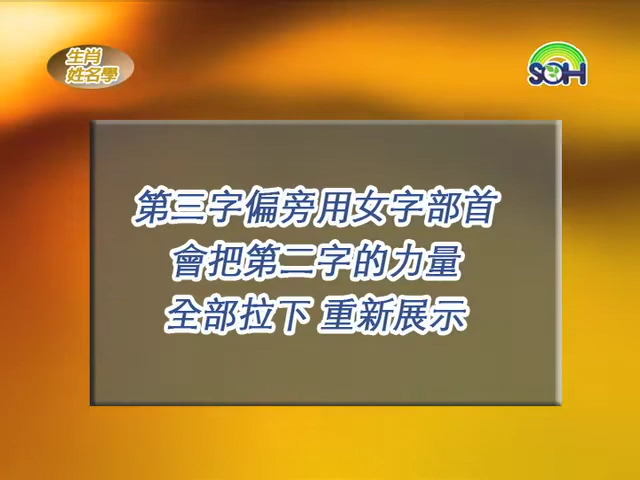 生肖
姓名學
SOH
第三字偏旁用女字部首
會把第二字的力量
全部拉下 重新展示